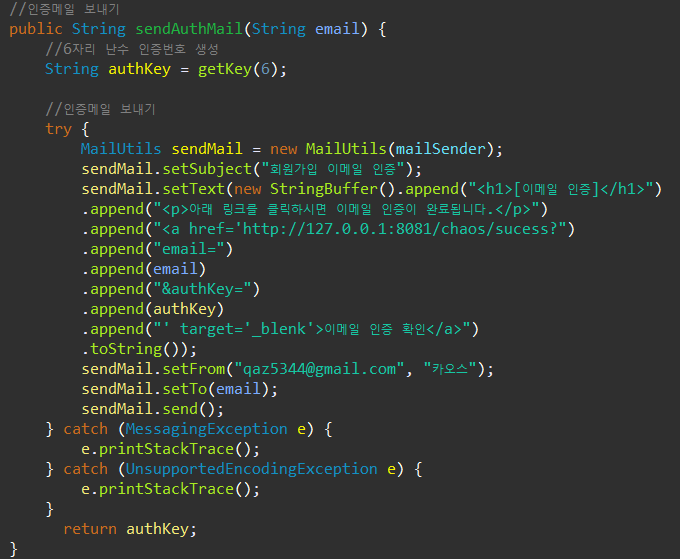 //인증메일 보내기
public String sendAuthMail(String email) {
//6자리 난수 인증번호 생성
String authKey = getKey(6);
//인증메일 보내기
try {
MailUtils sendMail = new MailUtils(mailSender);
sendMail.setSubject("회원가입 이메일 인증");
sendMail.setText(new StringBuffer().append("<h1>[이메일 인증]</h1>")
.append("<p>아래 링크를 클릭하시면 이메일 인증이 완료됩니다.</p>")
.append("<a href='http://127.0.0.1:8081/chaos/sucess?")
.append("email=")
.append(email)
.append("&authKey=")
.append(authKey)
.append("' target='_blenk'>이메일 인증 확인</a>")
.toString());
sendMail.setFrom("qaz5344@gmail.com", "카오스");
sendMail.setTo(email);
sendMail.send();
} catch (MessagingException e) {
e.printStackTrace();
} catch (UnsupportedEncodingException e) {
e.printStackTrace();
}
return authKey;
}